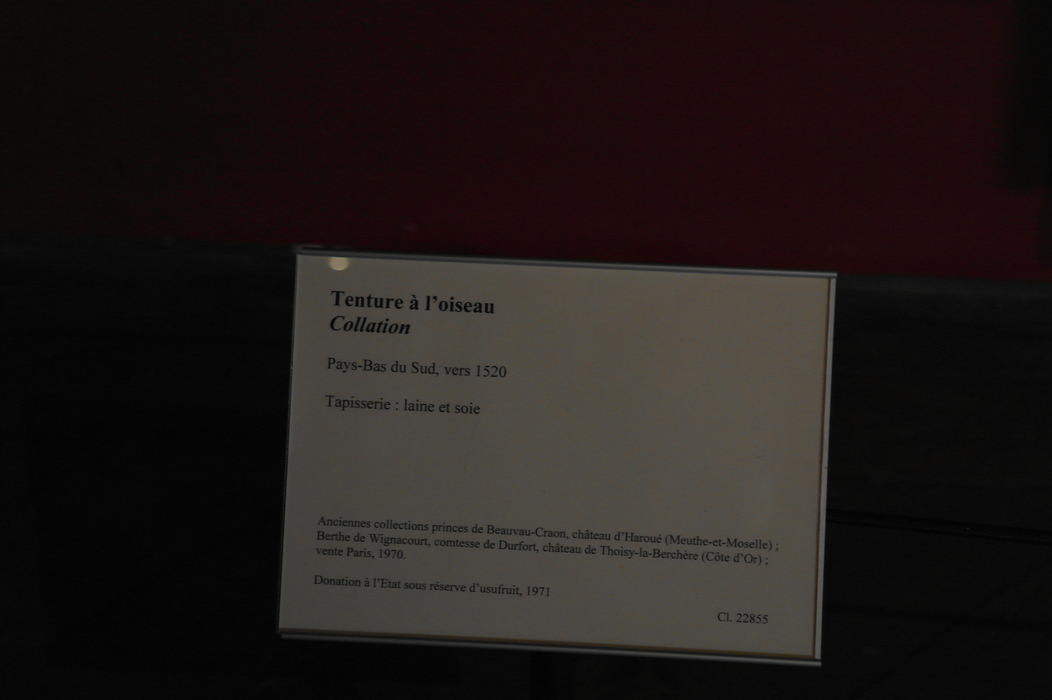 Tenture à l'oiseau
Collation
Pays-Bas du Sud, vers 1520
Tapisserie : laine et soie
Anciennes collections princes de Beauvau-Craon, château d'Haroué (Meuthe-et-Moselle) ;
Berthe de Wignacourt, comtesse de Durfort, château de Thoisy-la-Berchère (Côte d'Or) ;
vente Paris, 1970.
Donation à l'Etat sous réserve d'usufruit, 1971
Cl. 22855